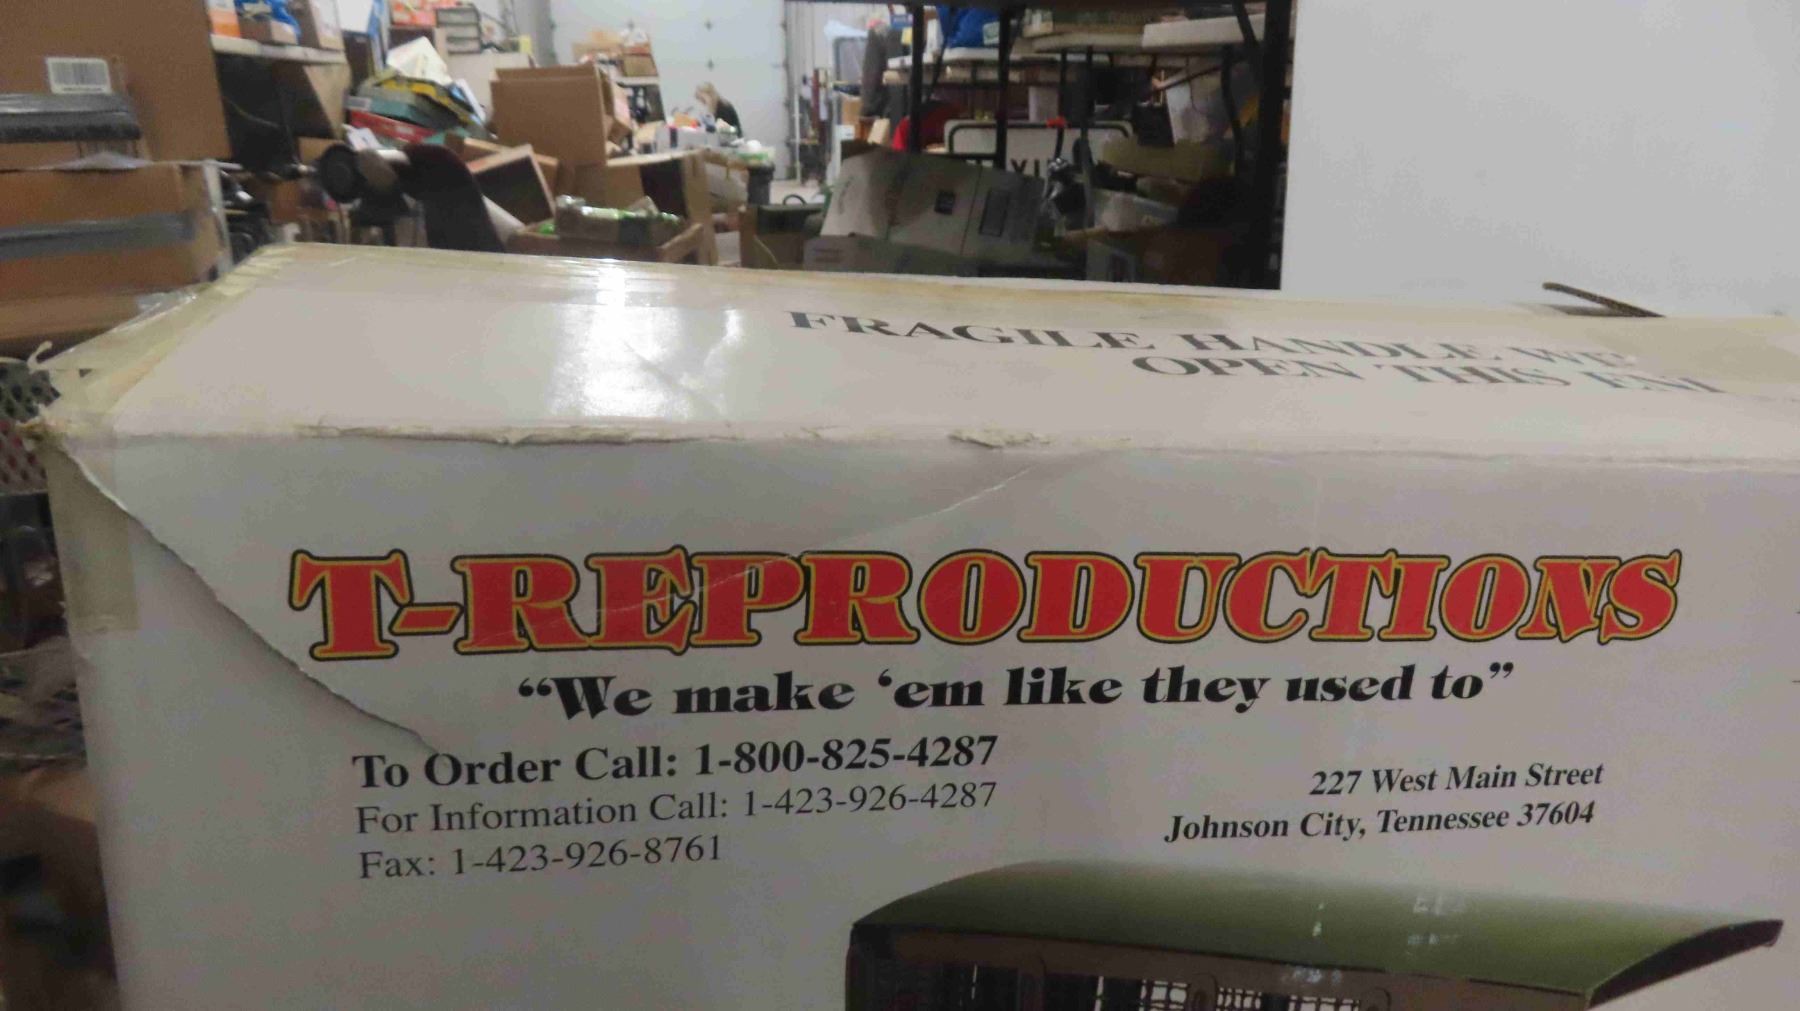 FRAGILE HANDLE
OPEN THIS
T-REPRODUCTIONS
“We make ‘em like they used to”
To Order Call: 1-800-825-4287
For Information Call: 1-423-926-4287
Fax: 1-423-926-8761
227 West Main Street
Johnson City, Tennessee 37604